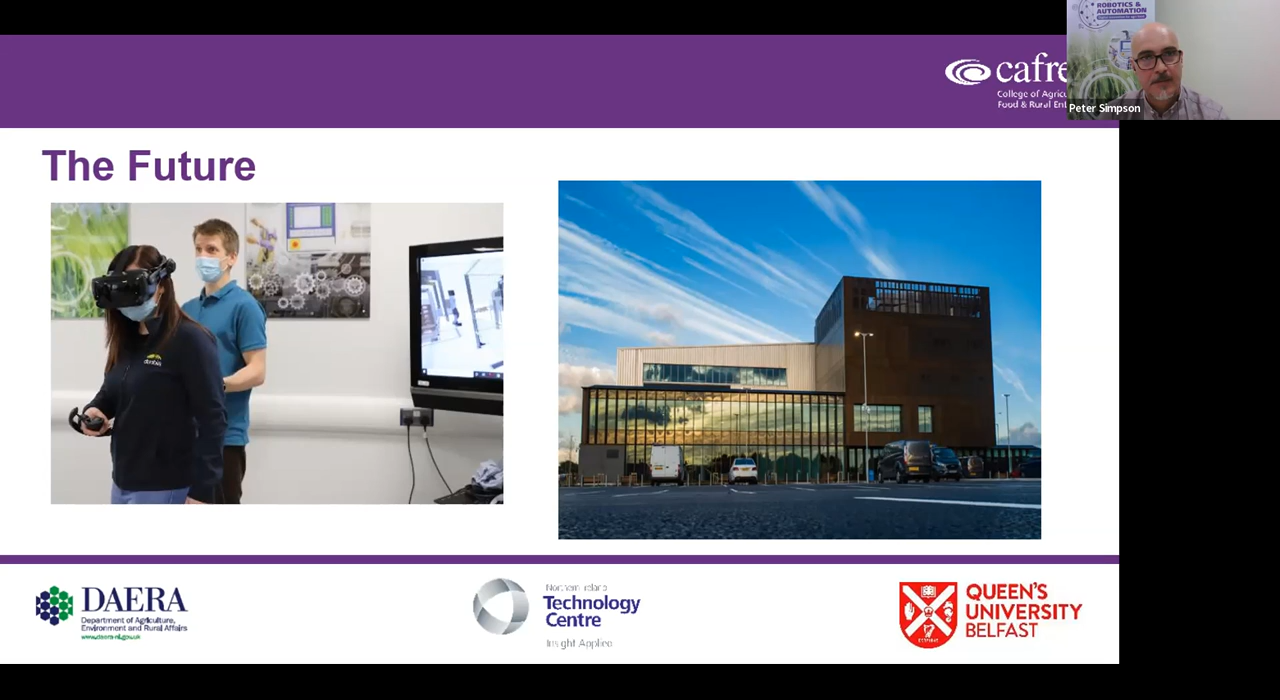 ROBOTICS &
AUTOMATION
cafre
College of Agricu
Food & Rural Ent
Peter Simpson
The Future
DAERA
Department of Agriculture,
Environment and Rural Affairs
www.daera-ni.gov.uk
Northern Ireland
Technology
Centre
Insight Applied
QUEEN'S
UNIVERSITY
BELFAST